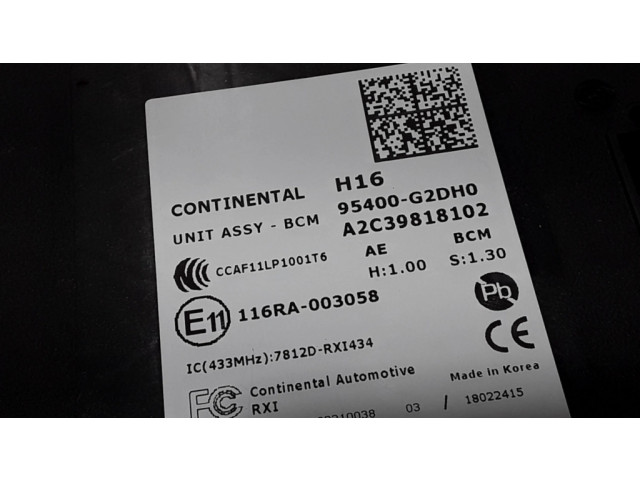 H16
CONTINENTAL 95400-G2DH0
UNIT ASSY - BCM A2C39818102
CCAF11LP1001T6 AE BCM
H:1.00 S:1.30
E11 116RA-003058 Pb
IC(433MHz):7812D-RXI434 CE
FC Continental Automotive Made in Korea
RXI 03 / 18022415